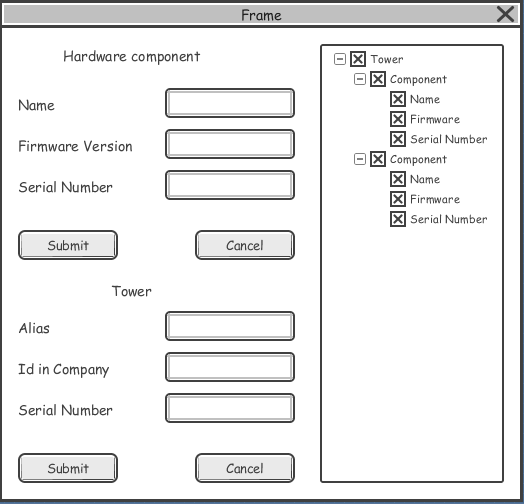 Frame
Hardware component
Name
Firmware Version
Serial Number
Submit
Cancel
Tower
Alias
Id in Company
Serial Number
Submit
Cancel
Tower
Component
Name
Firmware
Serial Number
Component
Name
Firmware
Serial Number